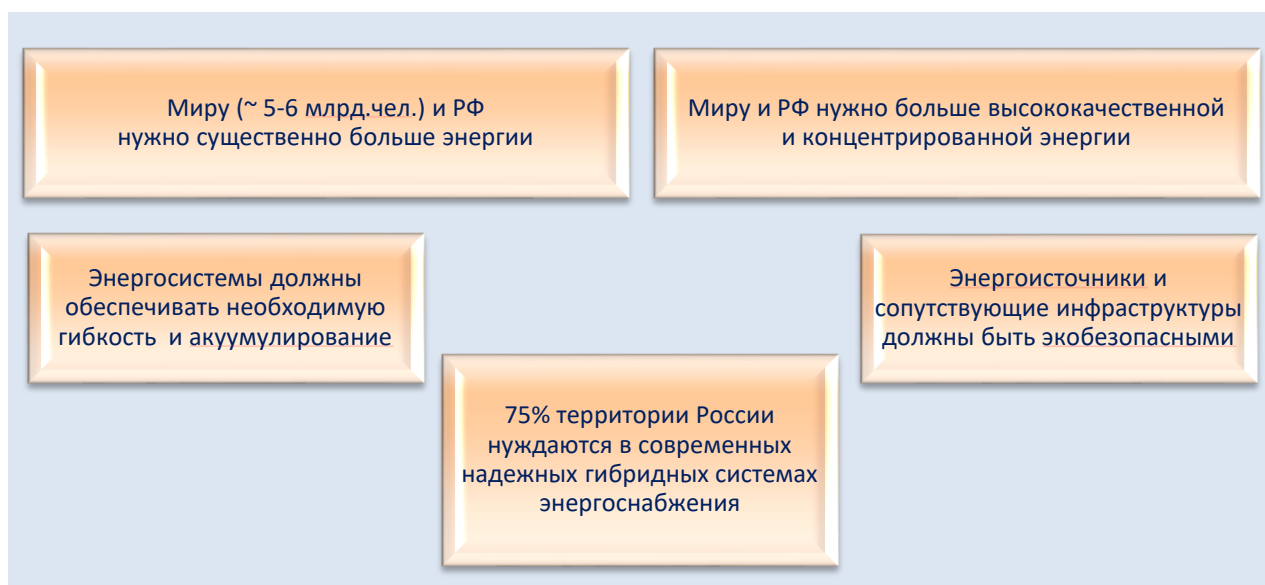 Миру (~ 5-6 млрд.чел.) и РФ
нужно существенно больше энергии
Миру и РФ нужно больше высококачественной
и концентрированной энергии
Энергосистемы должны
обеспечивать необходимую
гибкость и акуумулирование
Энергоисточники и
сопутствующие инфраструктуры
должны быть экобезопасными
75% территории России
нуждаются в современных
надежных гибридных системах
энергоснабжения